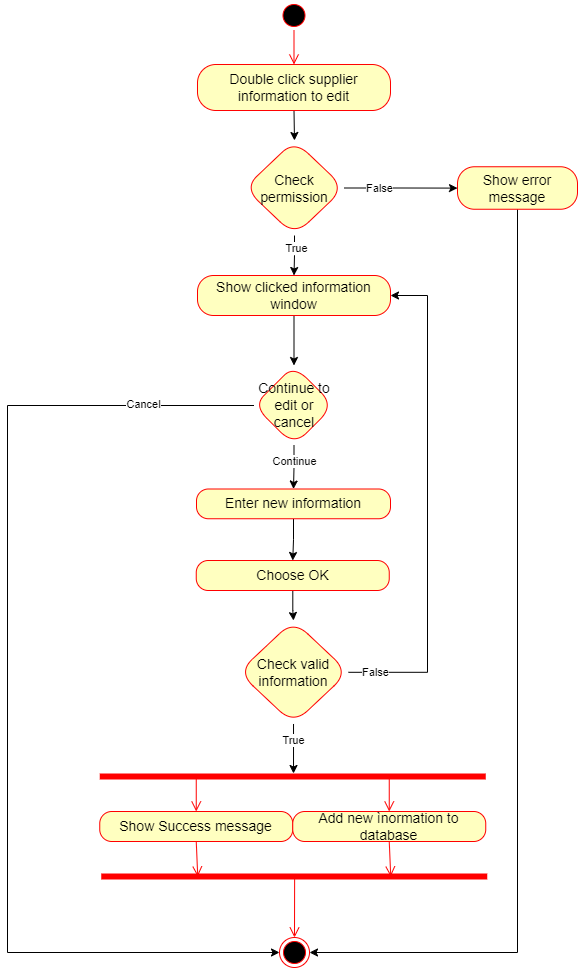 Double click supplier
information to edit
Check
permission
False
Show error
message
True
Show clicked information
window
Continue to
edit or
cancel
Cancel
Continue
Enter new information
Choose OK
Check valid
information
False
True
Show Success message
Add new inormation to
database